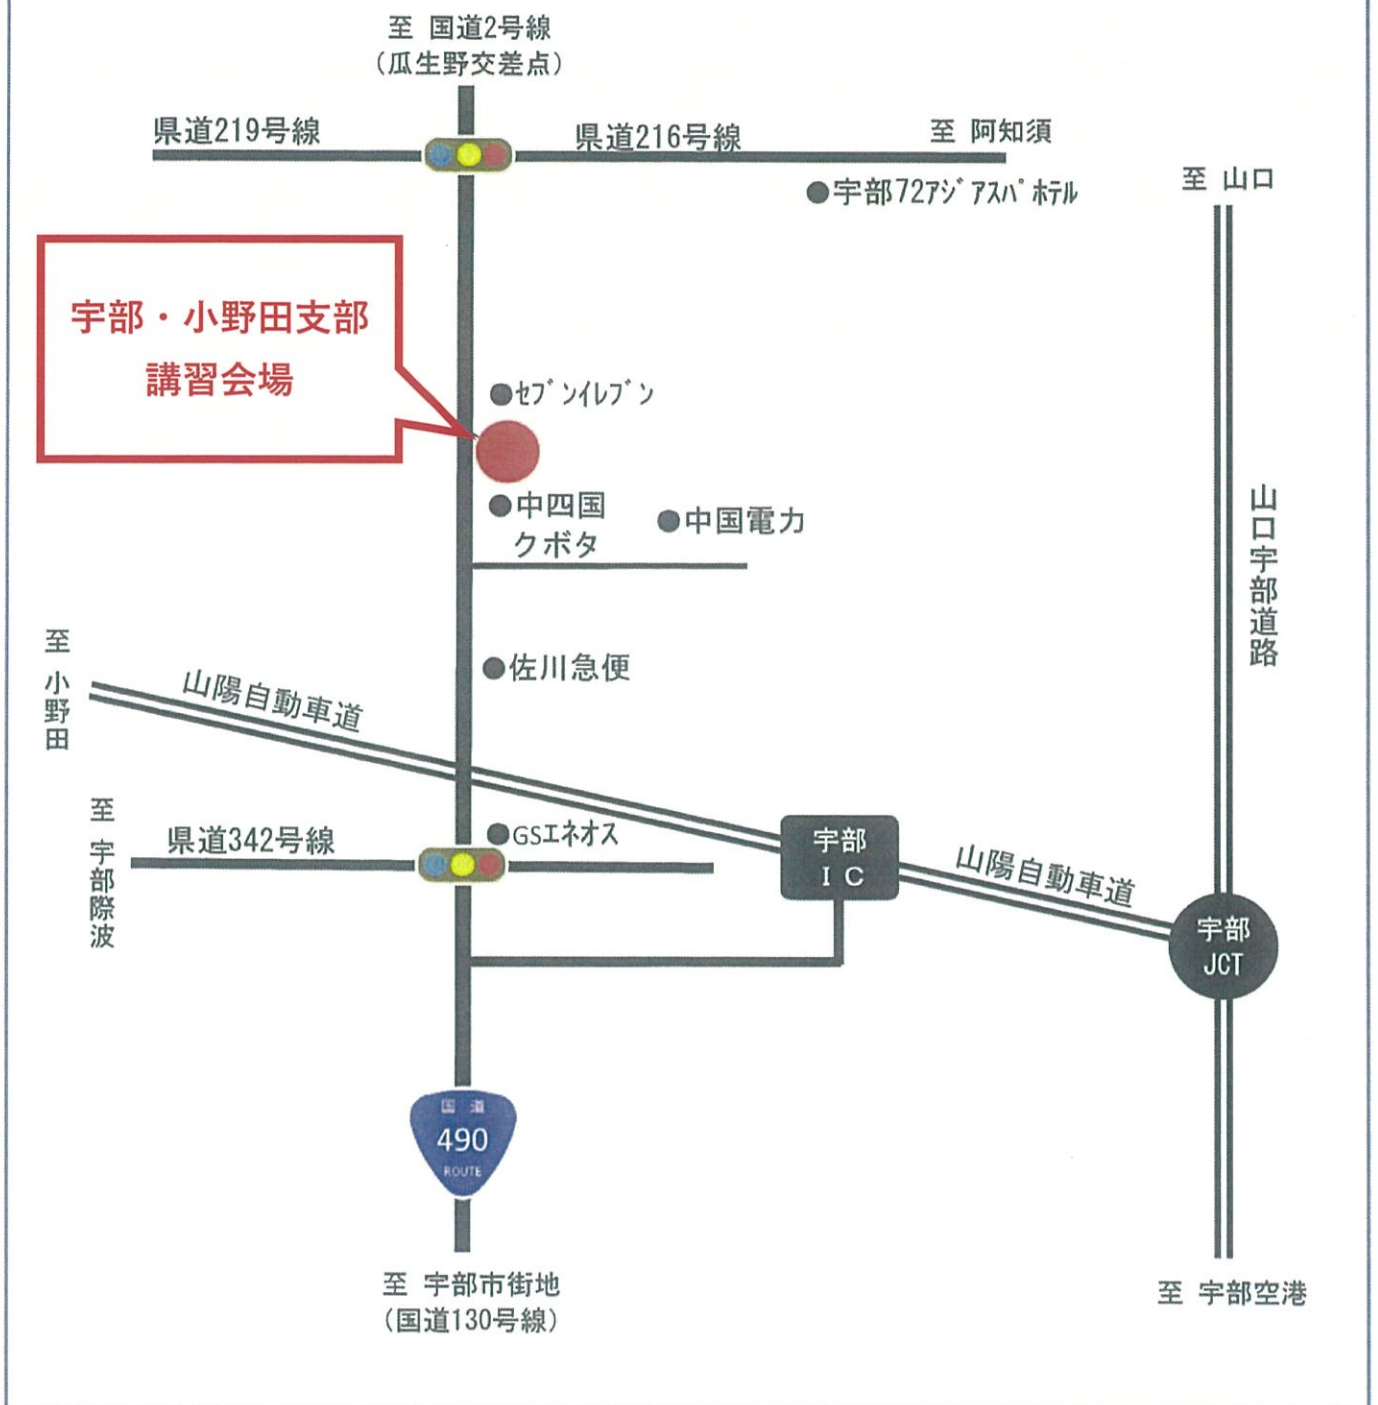 至 国道2号線
(瓜生野交差点)
県道219号線
県道216号線
至 阿知須
●宇部72ｱｼﾞｱｽﾊﾟﾎﾃﾙ
至 山口
宇部・小野田支部
講習会場
●ｾﾌﾞﾝｲﾚﾌﾞﾝ
●中四国
クボタ
●中国電力
山口宇部道路
至 小野田
●佐川急便
山陽自動車道
至 宇部際波
県道342号線
●GSエネオス
宇部
ＩＣ
山陽自動車道
宇部
JCT
国道
490
ROUTE
至 宇部市街地
(国道130号線)
至 宇部空港